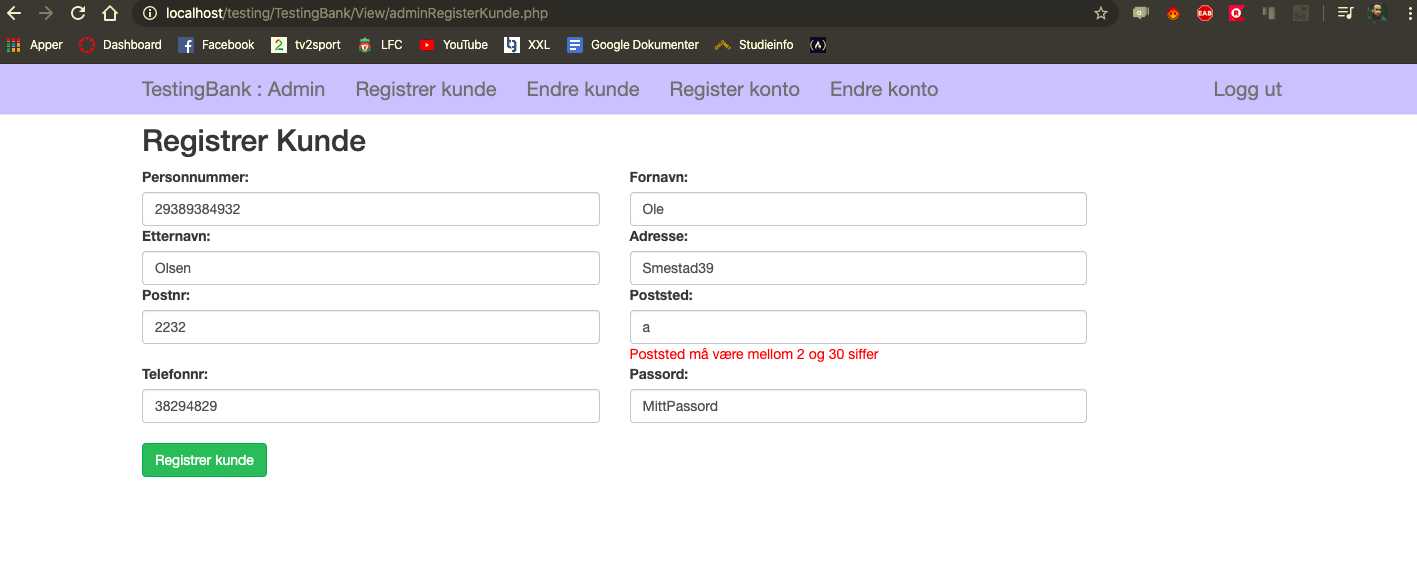 localhost/testing/TestingBank/View/adminRegisterKunde.php
Apper Dashboard Facebook 2 tv2sport LFC YouTube XXL Google Dokumenter Studieinfo (A)
EAB R
TestingBank : Admin Registrer kunde Endre kunde Register konto Endre konto Logg ut
Registrer Kunde
Personnummer: Fornavn:
29389384932 Ole
Etternavn: Adresse:
Olsen Smestad39
Postnr: Poststed:
2232 a
Poststed må være mellom 2 og 30 siffer
Telefonnr: Passord:
38294829 MittPassord
Registrer kunde